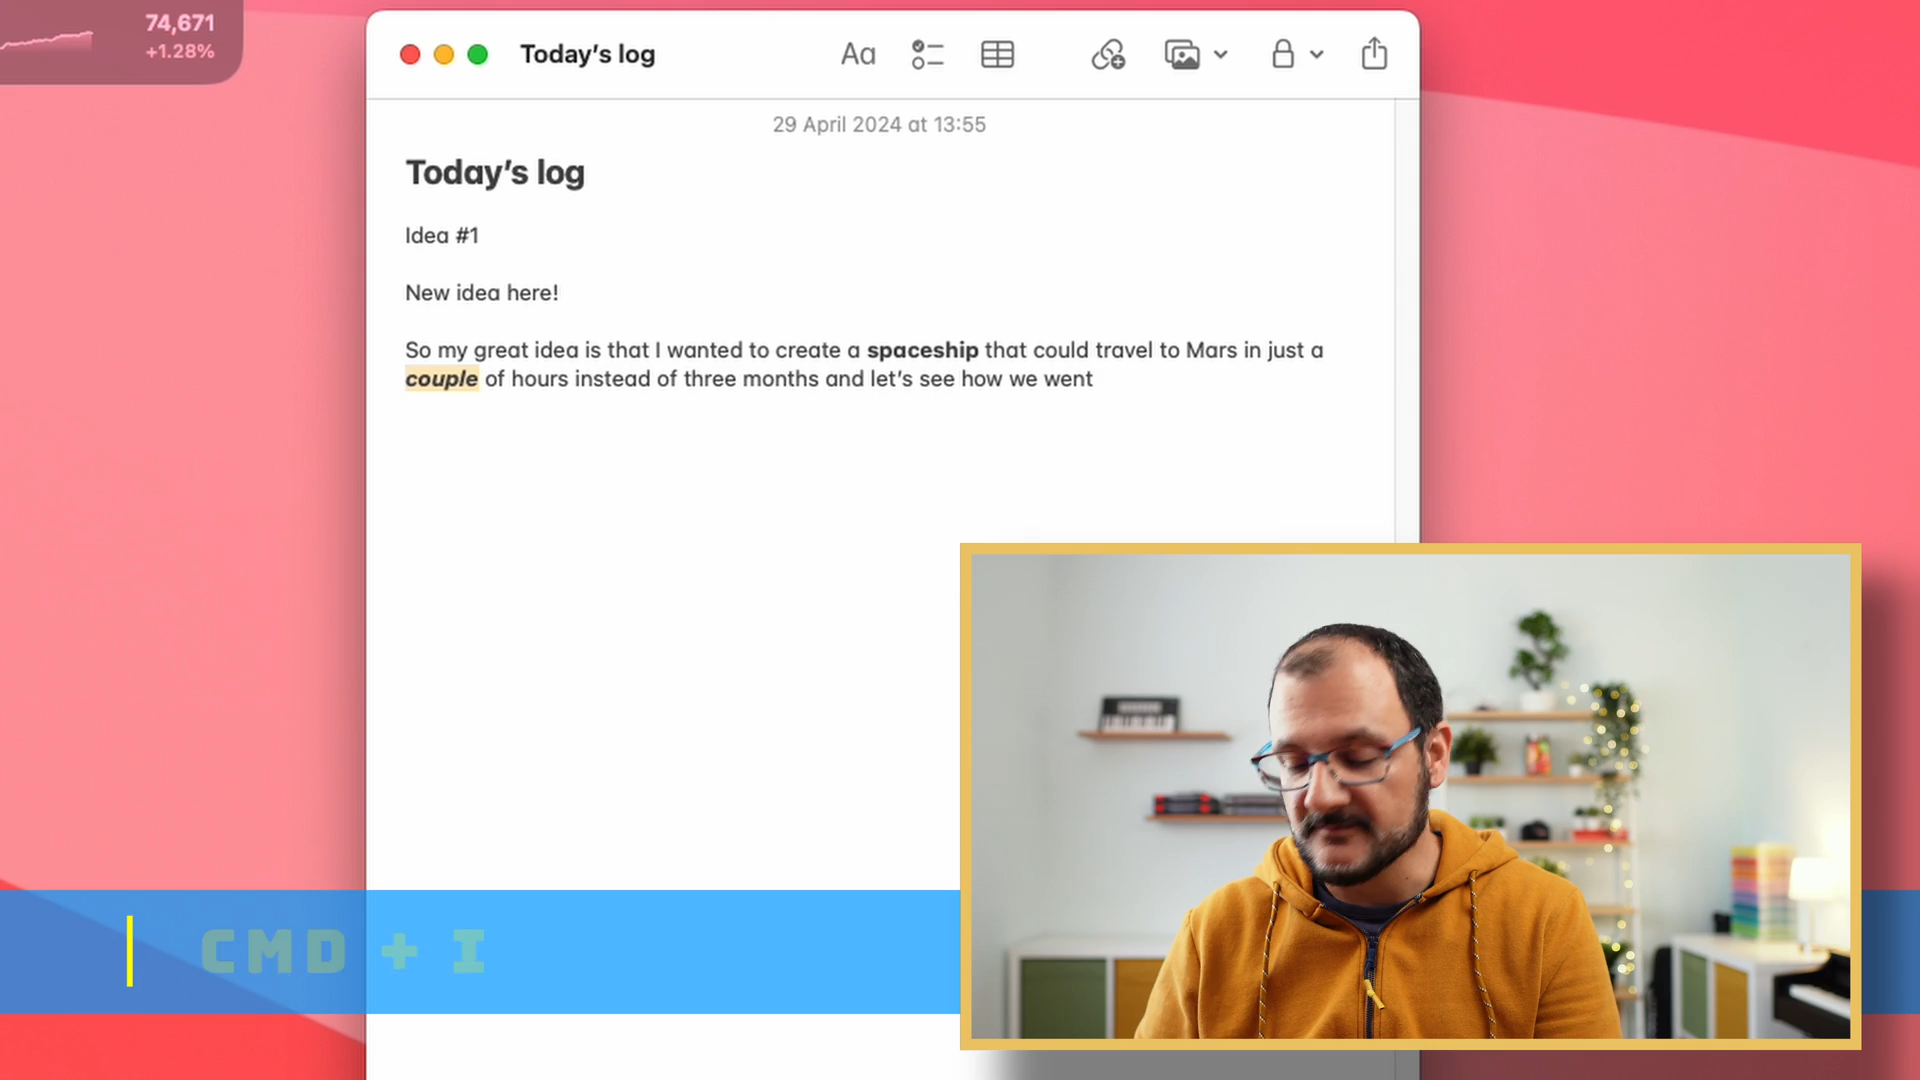 74,671
+1.28%
Today's log
Aa
29 April 2024 at 13:55
Today's log
Idea #1
New idea here!
So my great idea is that I wanted to create a spaceship that could travel to Mars in just a
couple of hours instead of three months and let's see how we went
CMD + I